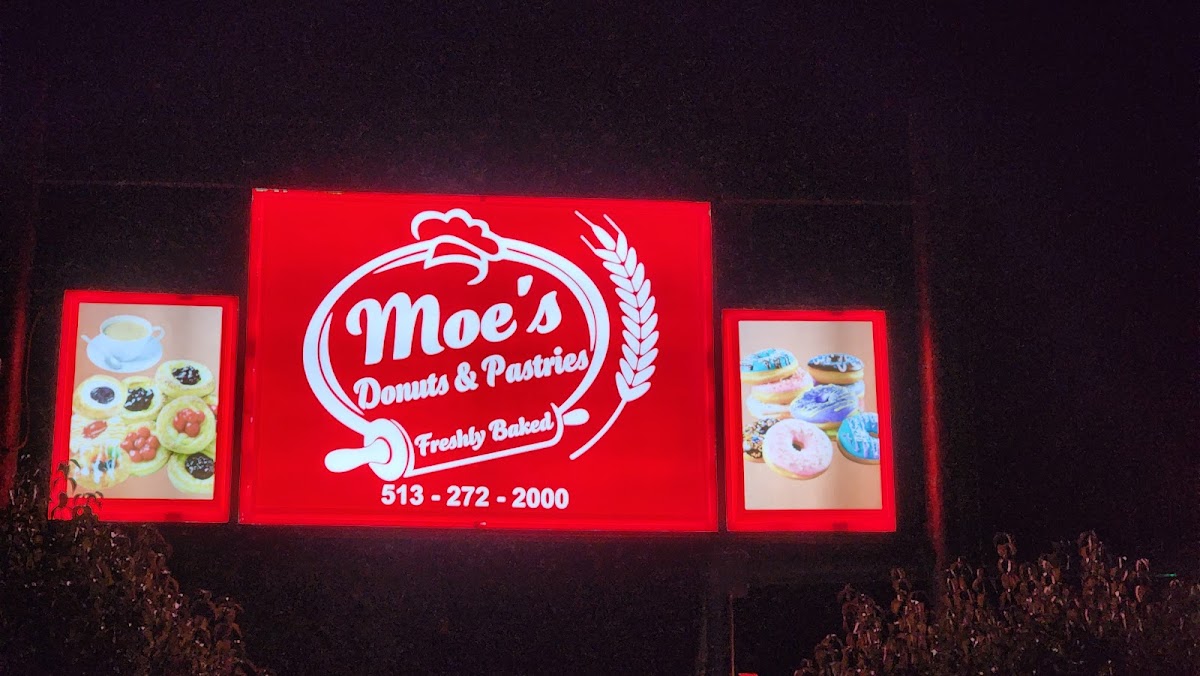 Moe's
Donuts & Pastries
Freshly Baked
513 - 272 - 2000